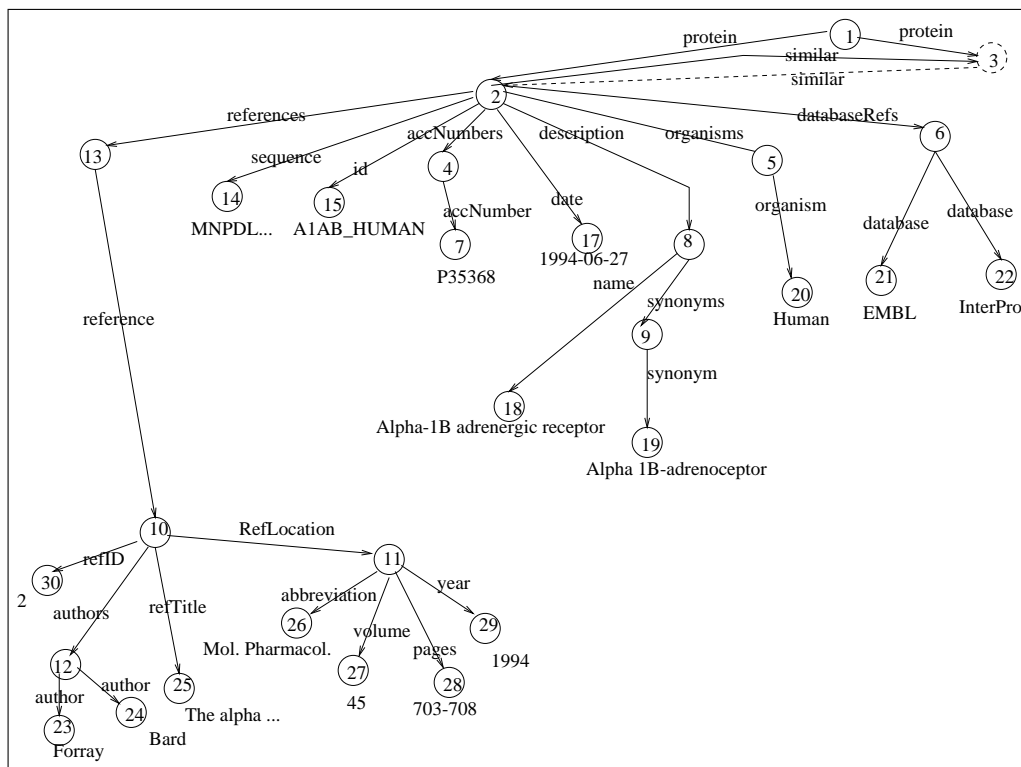 protein
1
protein
3
similar
similar
2
references
accNumbers
description
organisms
databaseRefs
6
13
sequence
id
4
5
14
15
accNumber
date
organism
database
database
MNPDL...
A1AB_HUMAN
7
17
8
P35368
1994-06-27
name
synonyms
20
21
22
Human
EMBL
InterPro
reference
9
synonym
18
Alpha-1B adrenergic receptor
19
Alpha 1B-adrenoceptor
10
RefLocation
refID
11
30
2
authors
refTitle
abbreviation
year
26
volume
29
Mol. Pharmacol.
pages
1994
12
27
28
author
author
25
45
703-708
23
24
The alpha ...
Forray
Bard